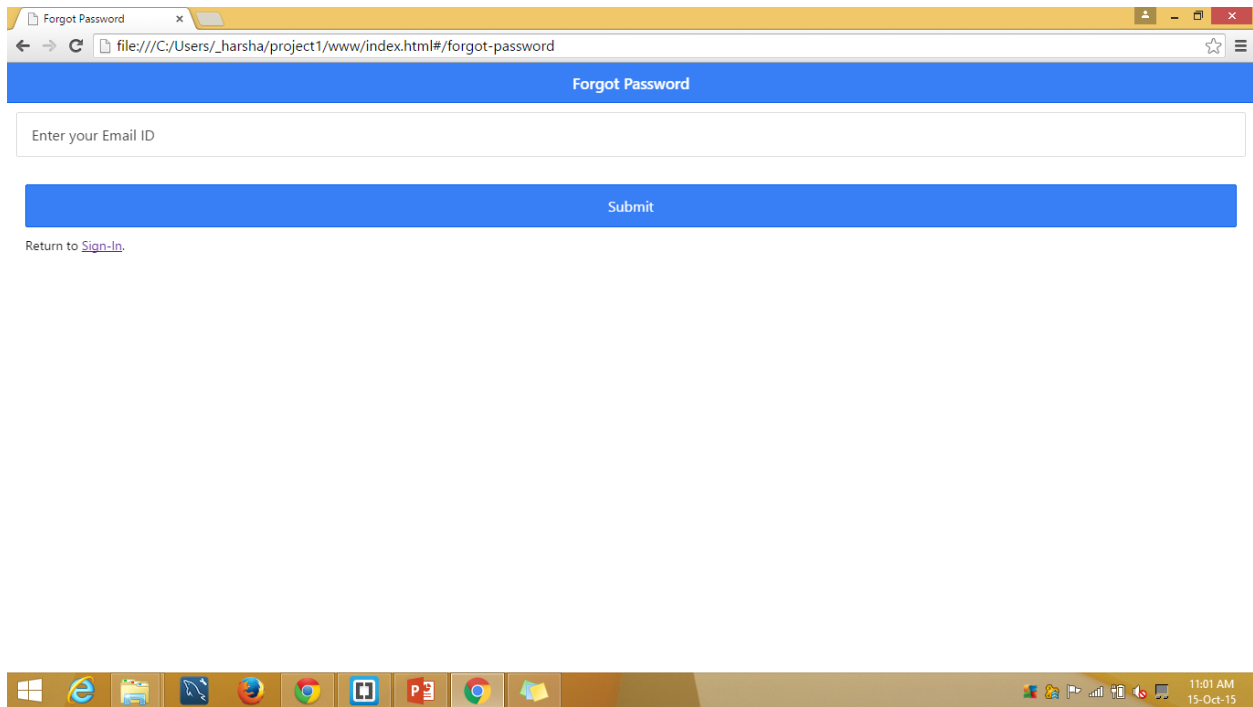 Forgot Password
file:///C:/Users/_harsha/project1/www/index.html#/forgot-password
Forgot Password
Enter your Email ID
Submit
Return to Sign-In.
11:01 AM
15-Oct-15